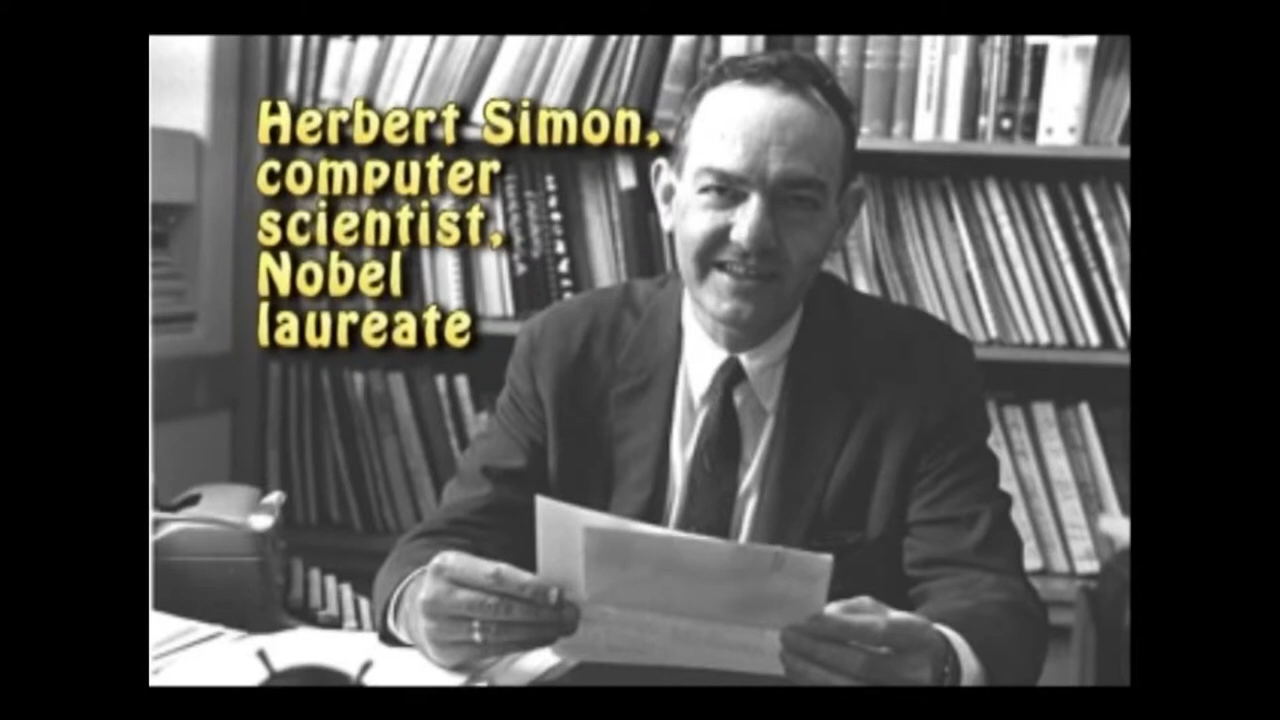 Herbert Simon,
computer
scientist,
Nobel
laureate